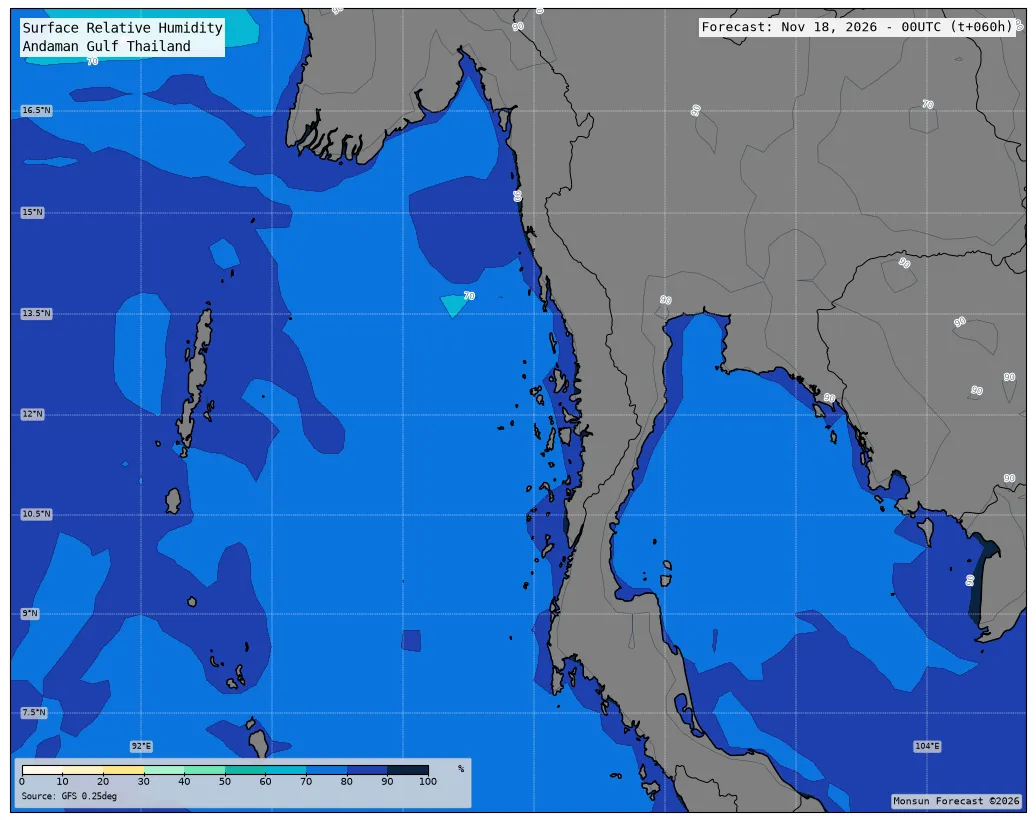 Surface Relative Humidity
Andaman Gulf Thailand
Forecast: Nov 18, 2026 - 00UTC (t+060h)
90
70
70
90
16.5°N
90
15°N
90
70
90
13.5°N
90
90
90
90
12°N
90
10.5°N
90
9°N
7.5°N
92°E
104°E
%
0 10 20 30 40 50 60 70 80 90 100
Source: GFS 0.25deg
Monsun Forecast ©2026